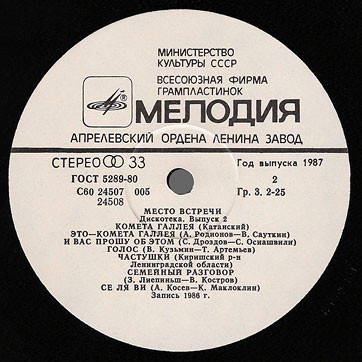 МИНИСТЕРСТВО
КУЛЬТУРЫ СССР
ВСЕСОЮЗНАЯ ФИРМА
ГРАМПЛАСТИНОК
МЕЛОДИЯ
АПРЕЛЕВСКИЙ ОРДЕНА ЛЕНИНА ЗАВОД
СТЕРЕО 33
Год выпуска 1987
ГОСТ 5289-80
2
С60 24507 005
Гр. 3. 2-25
24508
МЕСТО ВСТРЕЧИ
Дискотека. Выпуск 2
КОМЕТА ГАЛЛЕЯ (Катанский)
ЭТО—КОМЕТА ГАЛЛЕЯ (А. Родионов — В. Сауткин)
И ВАС ПРОШУ ОБ ЭТОМ (С. Дроздов — С. Осиашвили)
ГОЛОС (В. Кузьмин — Т. Артемьев)
ЧАСТУШКИ (Киришский р-н
Ленинградской области)
СЕМЕЙНЫЙ РАЗГОВОР
(З. Лиепиньш — В. Костров)
СЕ ЛЯ ВИ (А. Косев — К. Маклоклин)
Запись 1986 г.